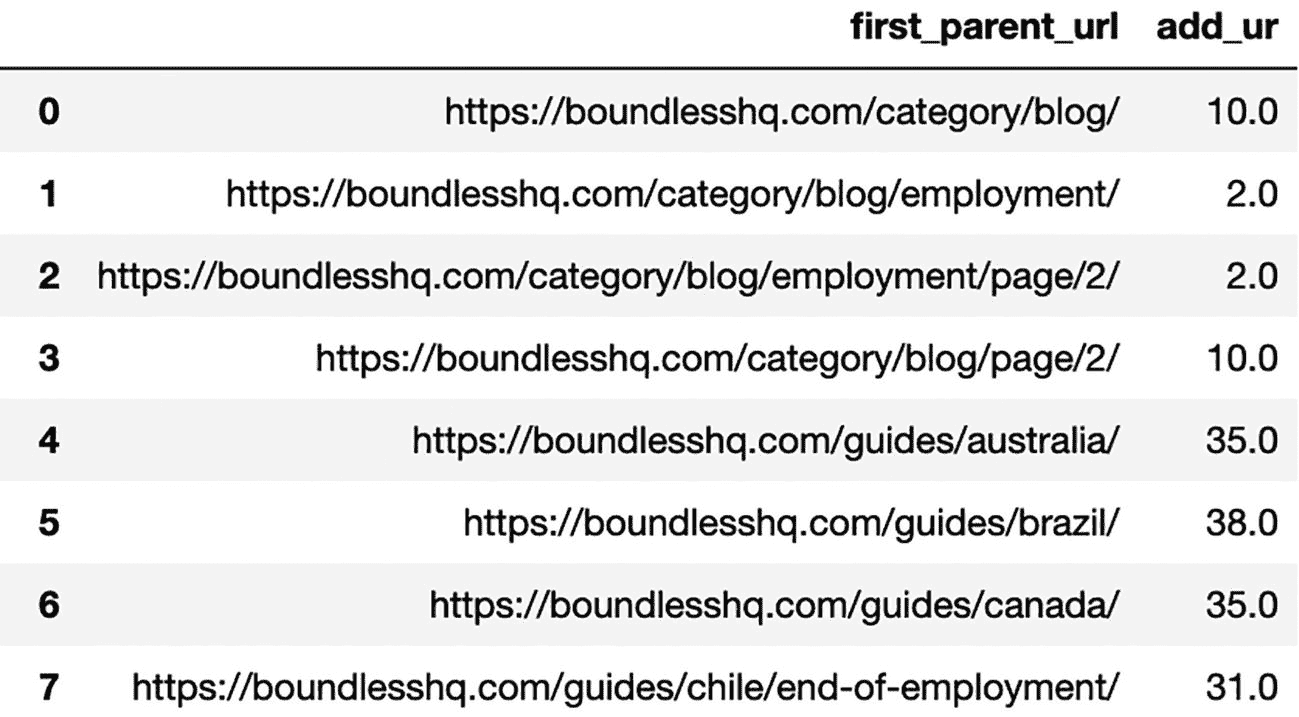 first_parent_url add_ur
0 https://boundlesshq.com/category/blog/ 10.0
1 https://boundlesshq.com/category/blog/employment/ 2.0
2 https://boundlesshq.com/category/blog/employment/page/2/ 2.0
3 https://boundlesshq.com/category/blog/page/2/ 10.0
4 https://boundlesshq.com/guides/australia/ 35.0
5 https://boundlesshq.com/guides/brazil/ 38.0
6 https://boundlesshq.com/guides/canada/ 35.0
7 https://boundlesshq.com/guides/chile/end-of-employment/ 31.0